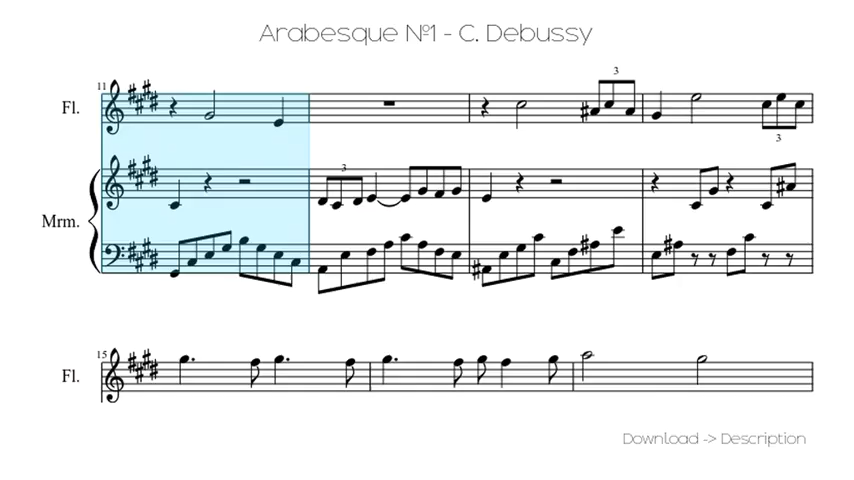 Arabesque Nº1 - C. Debussy
11
Fl.
3
3
Mrm.
3
15
Fl.
Download -> Description